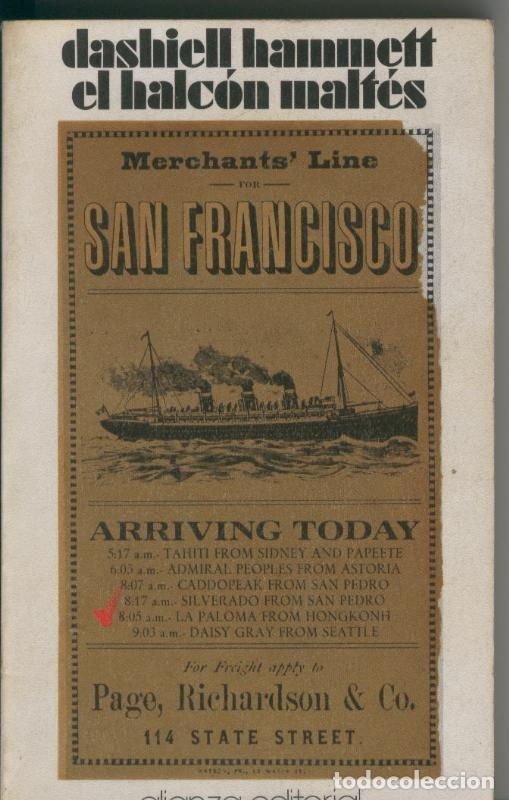 dashiell hammett
el halcón maltés
Merchants' Line
FOR
SAN FRANCISCO
ARRIVING TODAY
5:17 a.m.- TAHITI FROM SIDNEY AND PAPEETE
6:05 a.m.- ADMIRAL PEOPLES FROM ASTORIA
8:07 a.m.- CADDOPEAK FROM SAN PEDRO
8:17 a.m.- SILVERADO FROM SAN PEDRO
8:05 a.m.- LA PALOMA FROM HONGKONH
9:03 a.m.- DAISY GRAY FROM SEATTLE
For Freight apply to
Page, Richardson & Co.
114 STATE STREET.
alianza editorial
todocoleccion